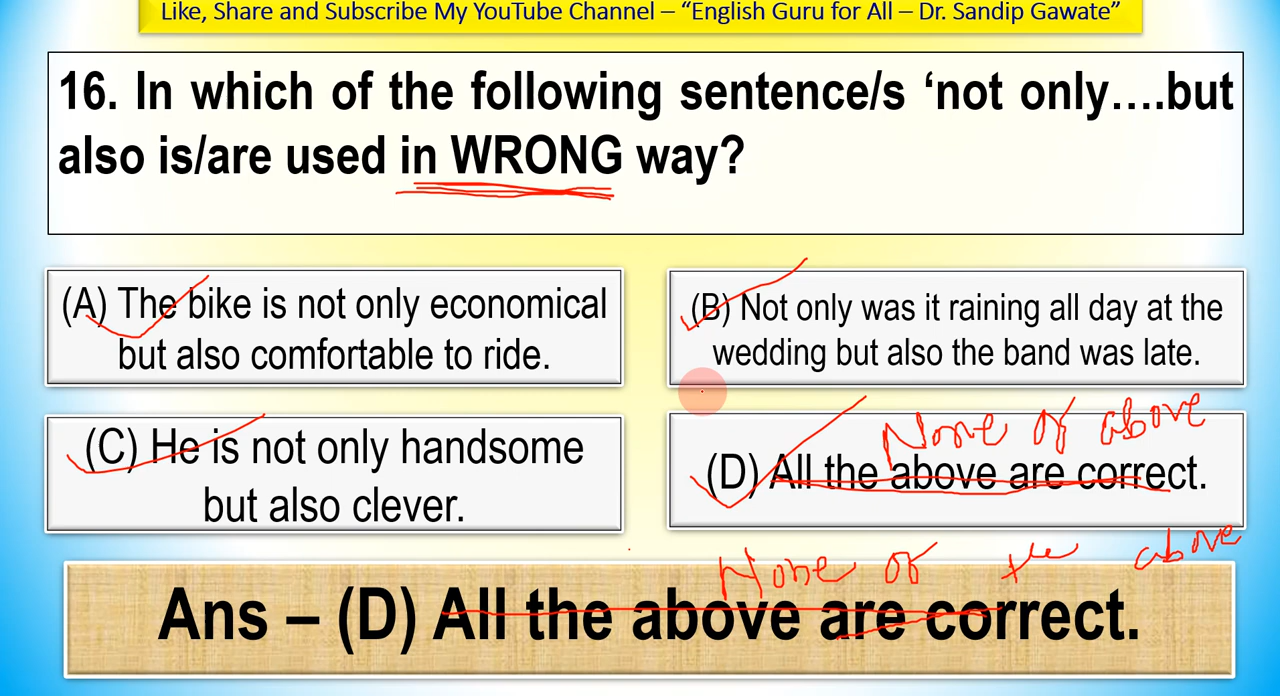 Like, Share and Subscribe My YouTube Channel – “English Guru for All – Dr. Sandip Gawate”
16. In which of the following sentence/s ‘not only….but
also is/are used in WRONG way?
(A) The bike is not only economical
but also comfortable to ride.
(B) Not only was it raining all day at the
wedding but also the band was late.
(C) He is not only handsome
but also clever.
None of above
(D) All the above are correct.
None of the above
Ans – (D) All the above are correct.